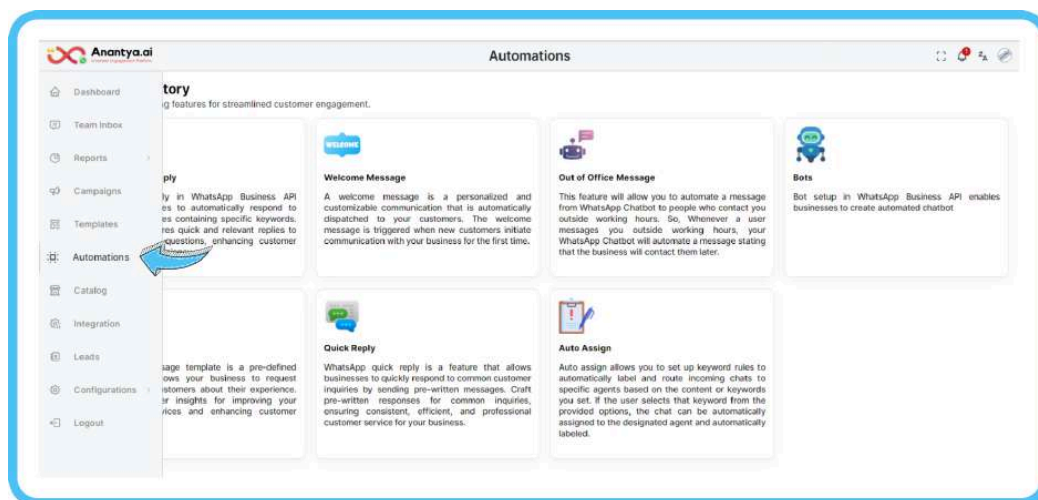 Anantya.ai
Automations
Dashboard
Team Inbox
Reports
Campaigns
Templates
Automations
Catalog
Integration
Leads
Configurations
Logout
tory
g features for streamlined customer engagement.
ply
ly in WhatsApp Business API
es to automatically respond to
es containing specific keywords.
res quick and relevant replies to
questions, enhancing customer
WELCOME
Welcome Message
A welcome message is a personalized and
customizable communication that is automatically
dispatched to your customers. The welcome
message is triggered when new customers initiate
communication with your business for the first time.
Out of Office Message
This feature will allow you to automate a message
from WhatsApp Chatbot to people who contact you
outside working hours. So, Whenever a user
messages you outside working hours, your
WhatsApp Chatbot will automate a message stating
that the business will contact them later.
Bots
Bot setup in WhatsApp Business API enables
businesses to create automated chatbot
sage template is a pre-defined
ows your business to request
stomers about their experience.
er insights for improving your
vices and enhancing customer
Quick Reply
WhatsApp quick reply is a feature that allows
businesses to quickly respond to common customer
inquiries by sending pre-written messages. Craft
pre-written responses for common inquiries,
ensuring consistent, efficient, and professional
customer service for your business.
Auto Assign
Auto assign allows you to set up keyword rules to
automatically label and route incoming chats to
specific agents based on the content or keywords
you set. If the user selects that keyword from the
provided options, the chat can be automatically
assigned to the designated agent and automatically
labeled.